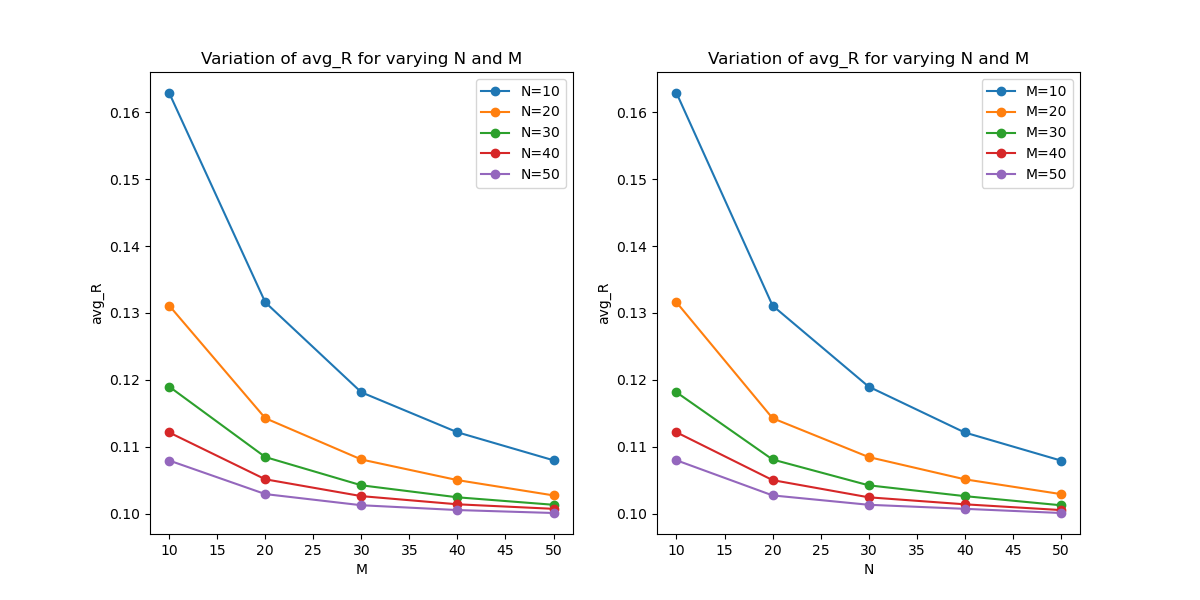 Variation of avg_R for varying N and M
N=10
N=20
N=30
N=40
N=50
0.16
0.15
0.14
0.13
0.12
0.11
0.10
avg_R
10 15 20 25 30 35 40 45 50
M
Variation of avg_R for varying N and M
M=10
M=20
M=30
M=40
M=50
0.16
0.15
0.14
0.13
0.12
0.11
0.10
avg_R
10 15 20 25 30 35 40 45 50
N